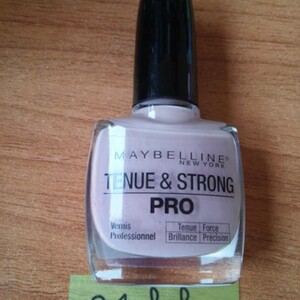 MAYBELLINE®
NEW YORK
TENUE & STRONG
PRO
Vernis
Professionnel
Tenue Force
Brillance Précision